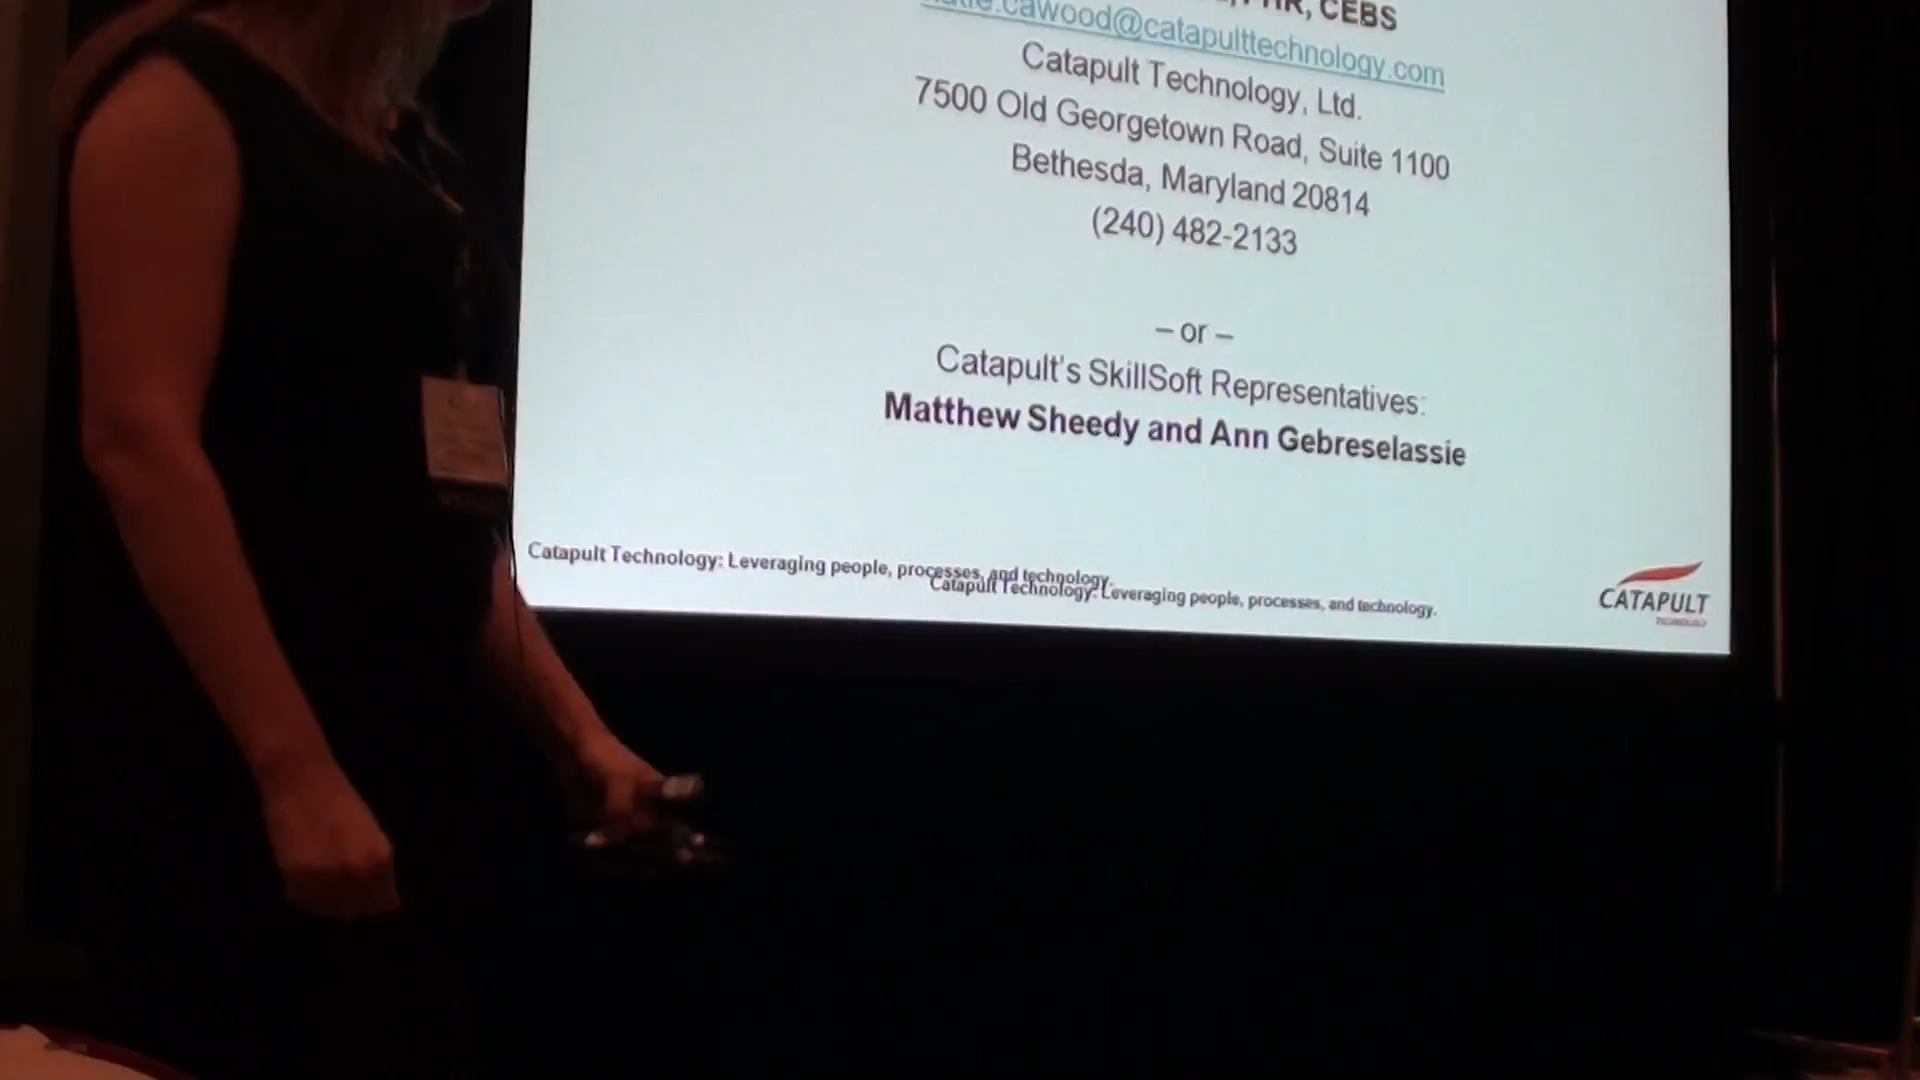 CEBS
cawood@catapulttechnology.com
Catapult Technology, Ltd.
7500 Old Georgetown Road, Suite 1100
Bethesda, Maryland 20814
(240) 482-2133
– or –
Catapult's SkillSoft Representatives:
Matthew Sheedy and Ann Gebreselassie
Catapult Technology: Leveraging people, processes, and technology.
Catapult Technology: Leveraging people, processes, and technology.
CATAPULT
TECHNOLOGY